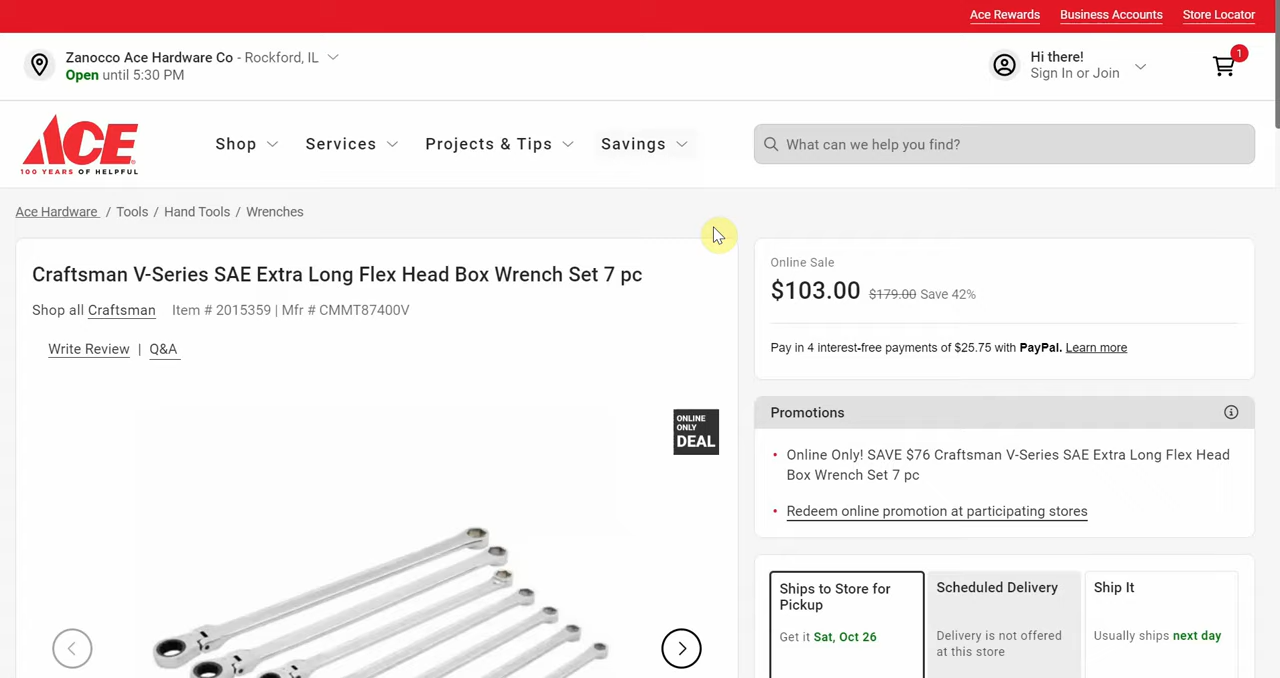 Ace Rewards Business Accounts Store Locator
Zanocco Ace Hardware Co - Rockford, IL
Open until 5:30 PM
Hi there!
Sign In or Join
1
ACE
100 YEARS OF HELPFUL
Shop Services Projects & Tips Savings
What can we help you find?
Ace Hardware / Tools / Hand Tools / Wrenches
Craftsman V-Series SAE Extra Long Flex Head Box Wrench Set 7 pc
Shop all Craftsman Item # 2015359 | Mfr # CMMT87400V
Write Review | Q&A
ONLINE
ONLY
DEAL
Online Sale
$103.00 $179.00 Save 42%
Pay in 4 interest-free payments of $25.75 with PayPal. Learn more
Promotions
• Online Only! SAVE $76 Craftsman V-Series SAE Extra Long Flex Head
Box Wrench Set 7 pc
• Redeem online promotion at participating stores
Ships to Store for
Pickup
Get it Sat, Oct 26
Scheduled Delivery
Delivery is not offered
at this store
Ship It
Usually ships next day